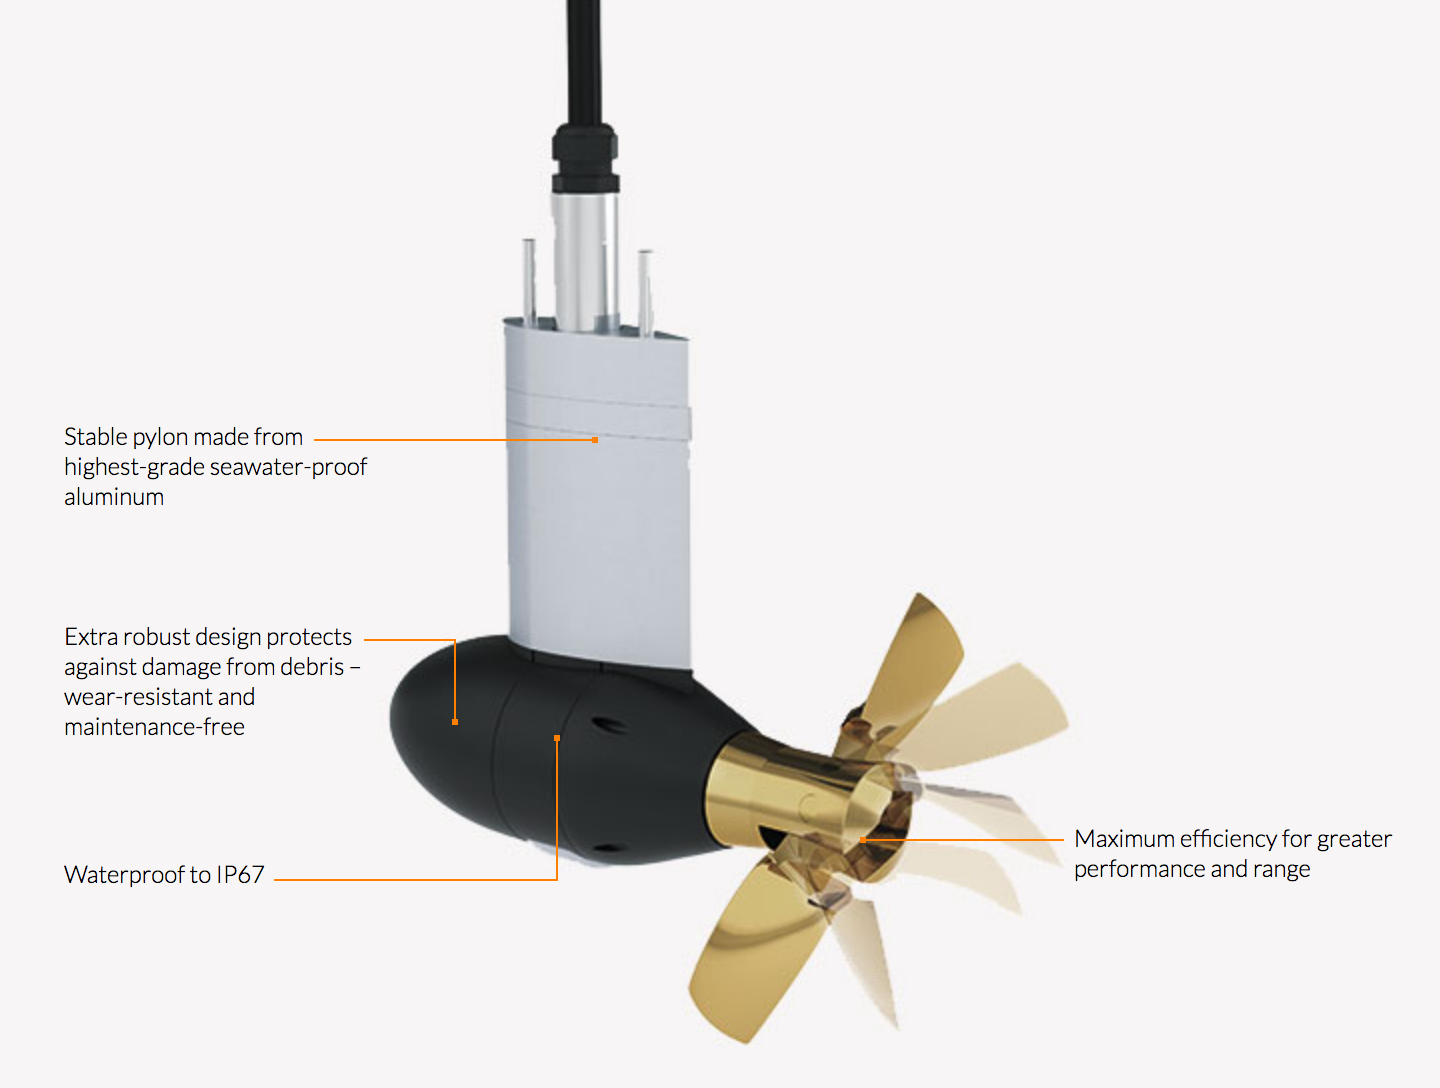 Stable pylon made from
highest-grade seawater-proof
aluminum
Extra robust design protects
against damage from debris –
wear-resistant and
maintenance-free
Waterproof to IP67
Maximum efficiency for greater
performance and range